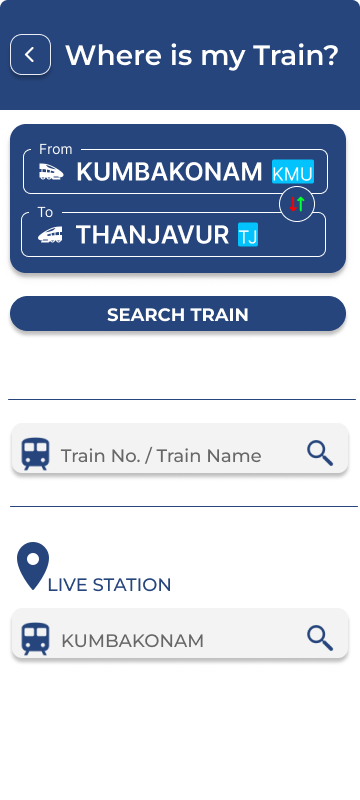 Where is my Train?
From
KUMBAKONAM KMU
To
THANJAVUR TJ
SEARCH TRAIN
Train No. / Train Name
LIVE STATION
KUMBAKONAM